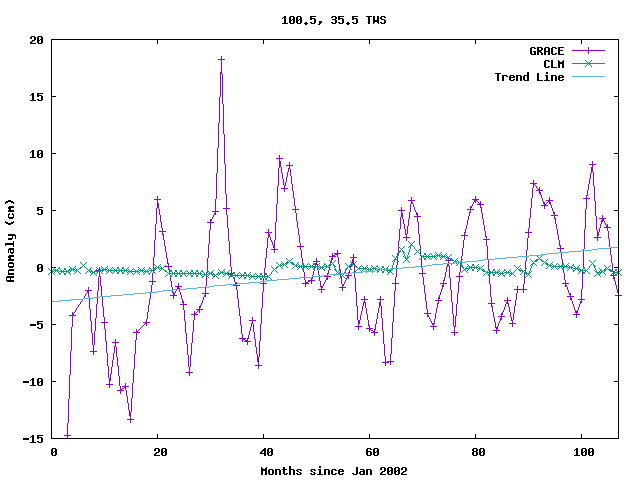 100.5, 35.5 TWS
20
15
10
5
0
-5
-10
-15
Anomaly (cm)
GRACE
CLM
Trend Line
0 20 40 60 80 100
Months since Jan 2002